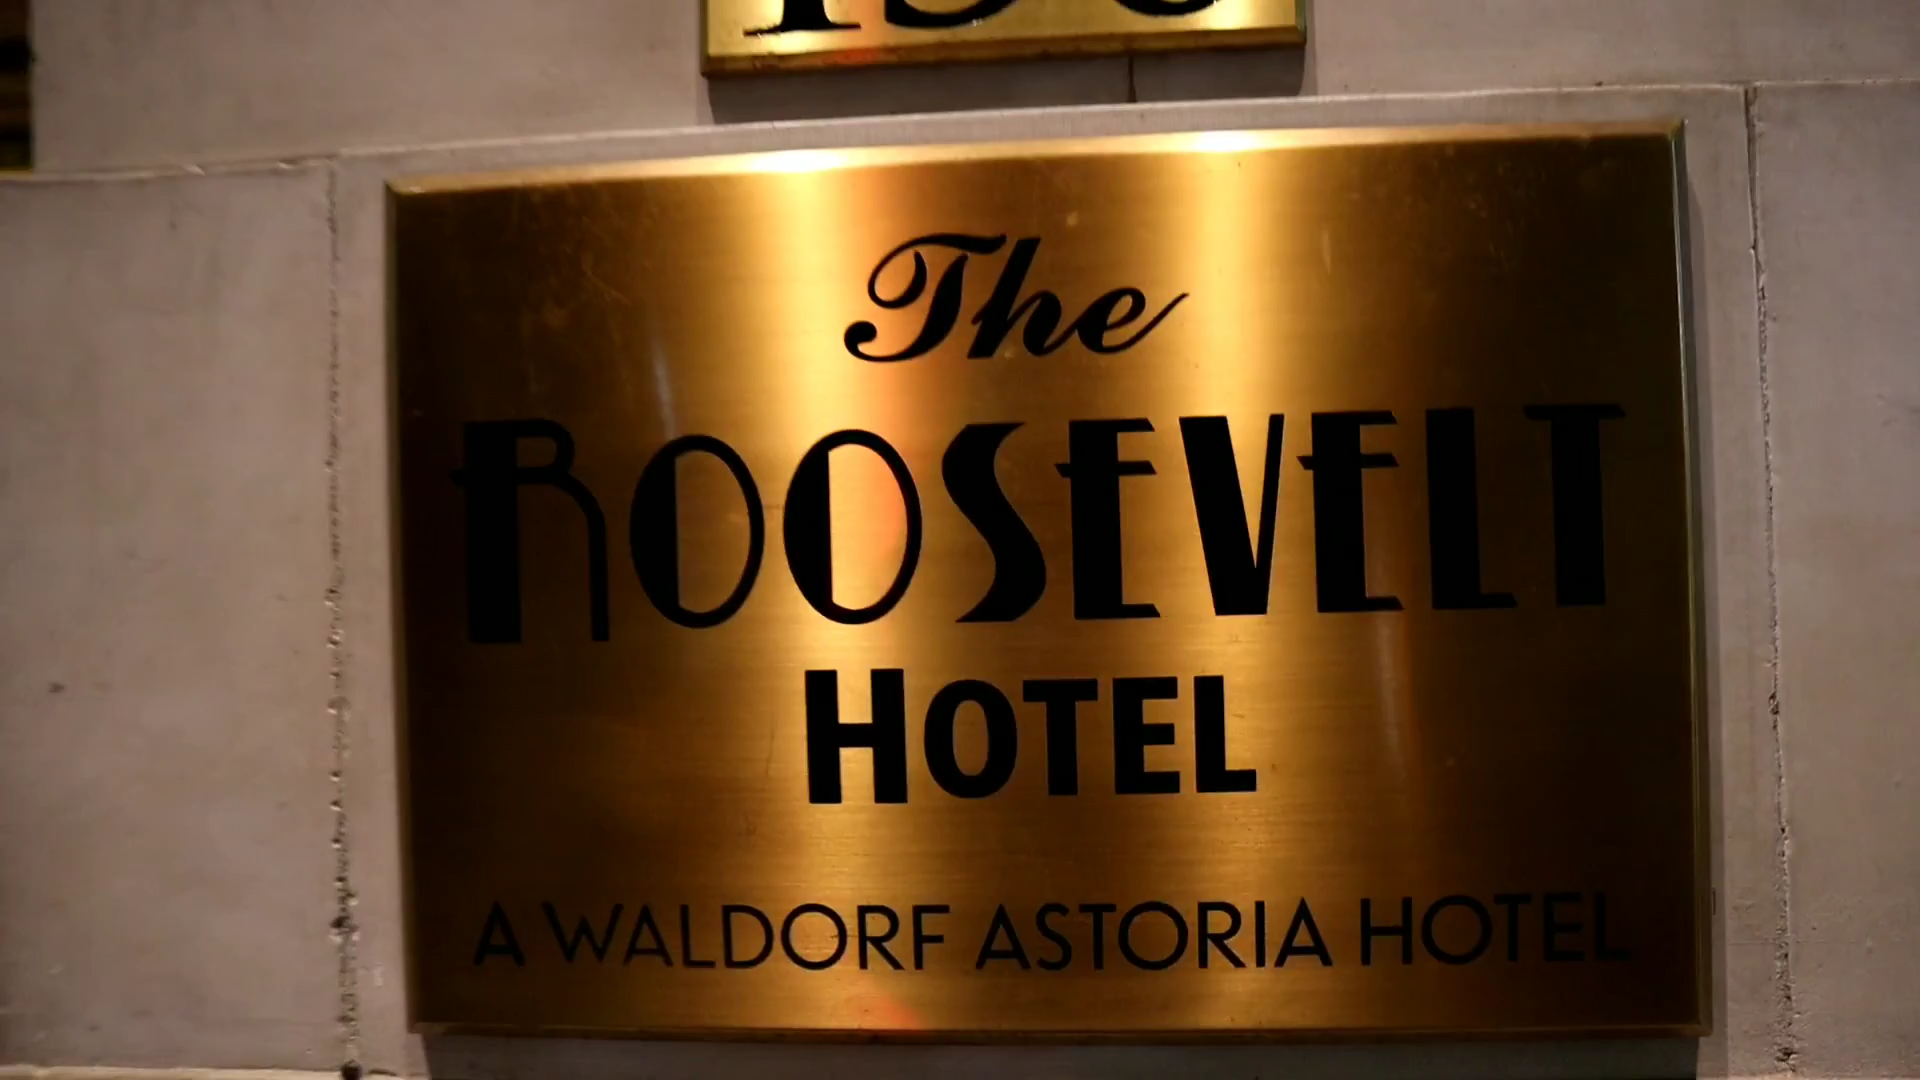 The
ROOSEVELT
HOTEL
A WALDORF ASTORIA HOTEL